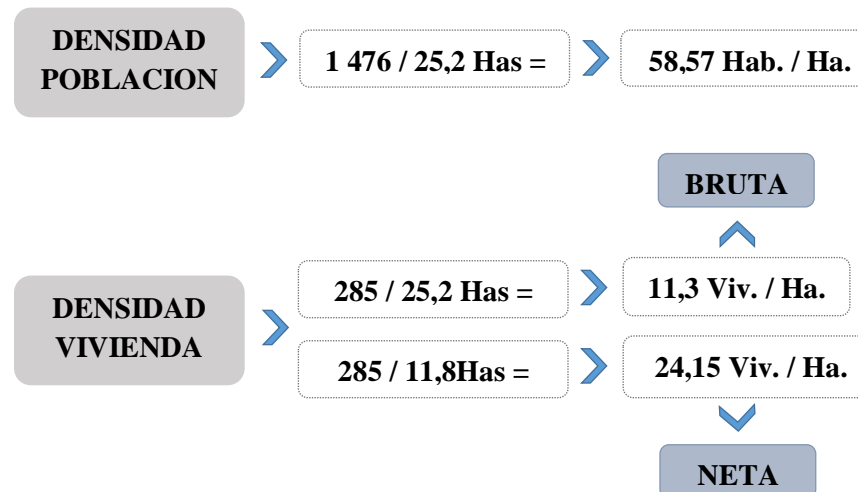 DENSIDAD
POBLACION
1 476 / 25,2 Has =
58,57 Hab. / Ha.
BRUTA
DENSIDAD
VIVIENDA
285 / 25,2 Has =
11,3 Viv. / Ha.
285 / 11,8Has =
24,15 Viv. / Ha.
NETA